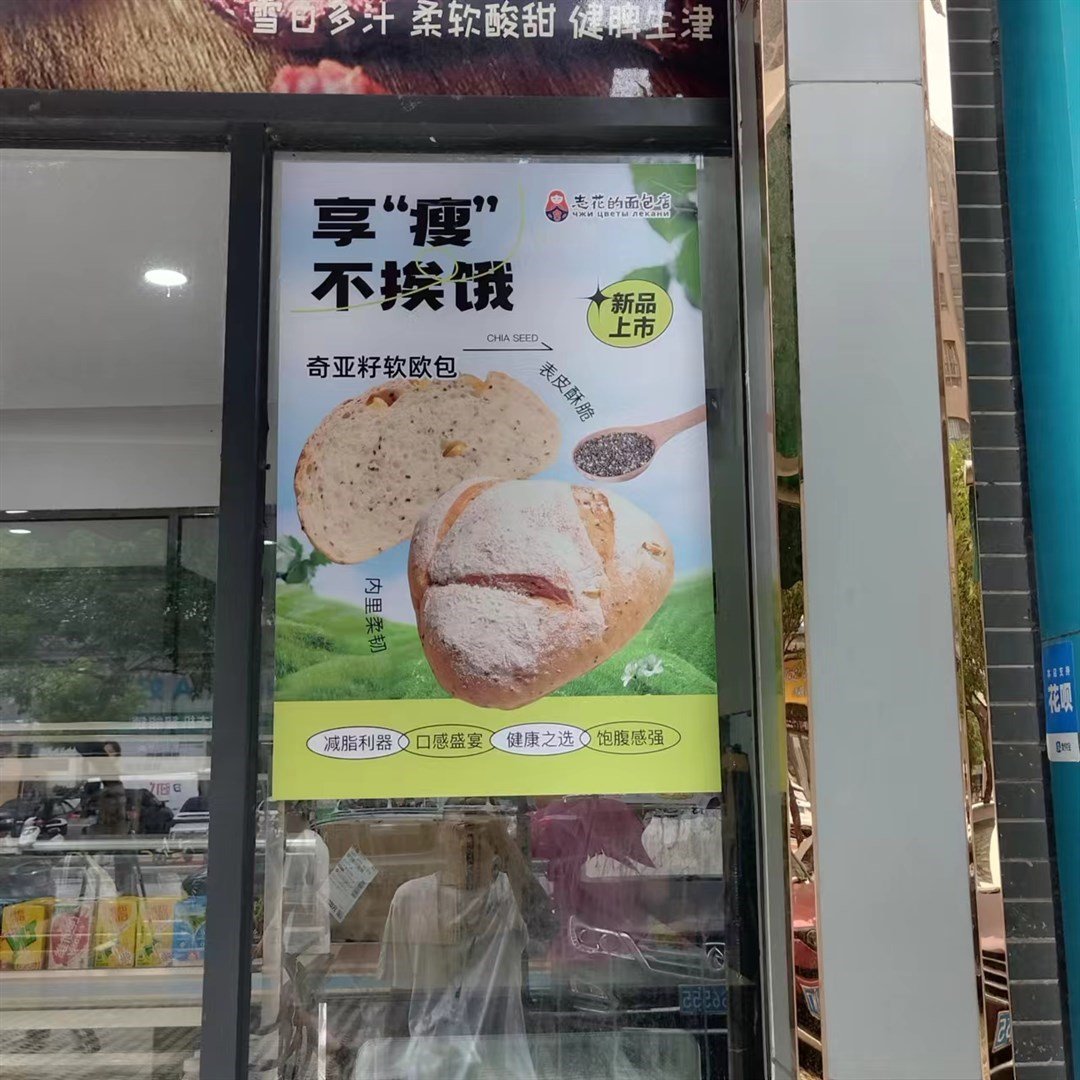 雪白多汁 柔软酸甜 健脾生津
享“瘦”
不挨饿
志花的面包店
ЧЖИ ЦВЕТЫ ЛЕКАНИ
新品
上市
CHIA SEED
奇亚籽软欧包
表皮酥脆
内里柔韧
减脂利器 口感盛宴 健康之选 饱腹感强
花呗